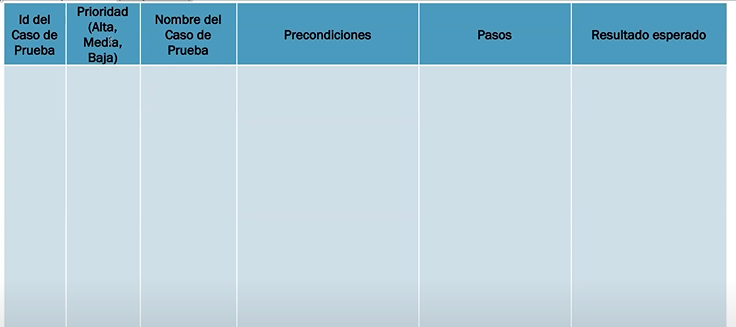 Id del
Caso de
Prueba
Prioridad
(Alta,
Media,
Baja)
Nombre del
Caso de
Prueba
Precondiciones
Pasos
Resultado esperado